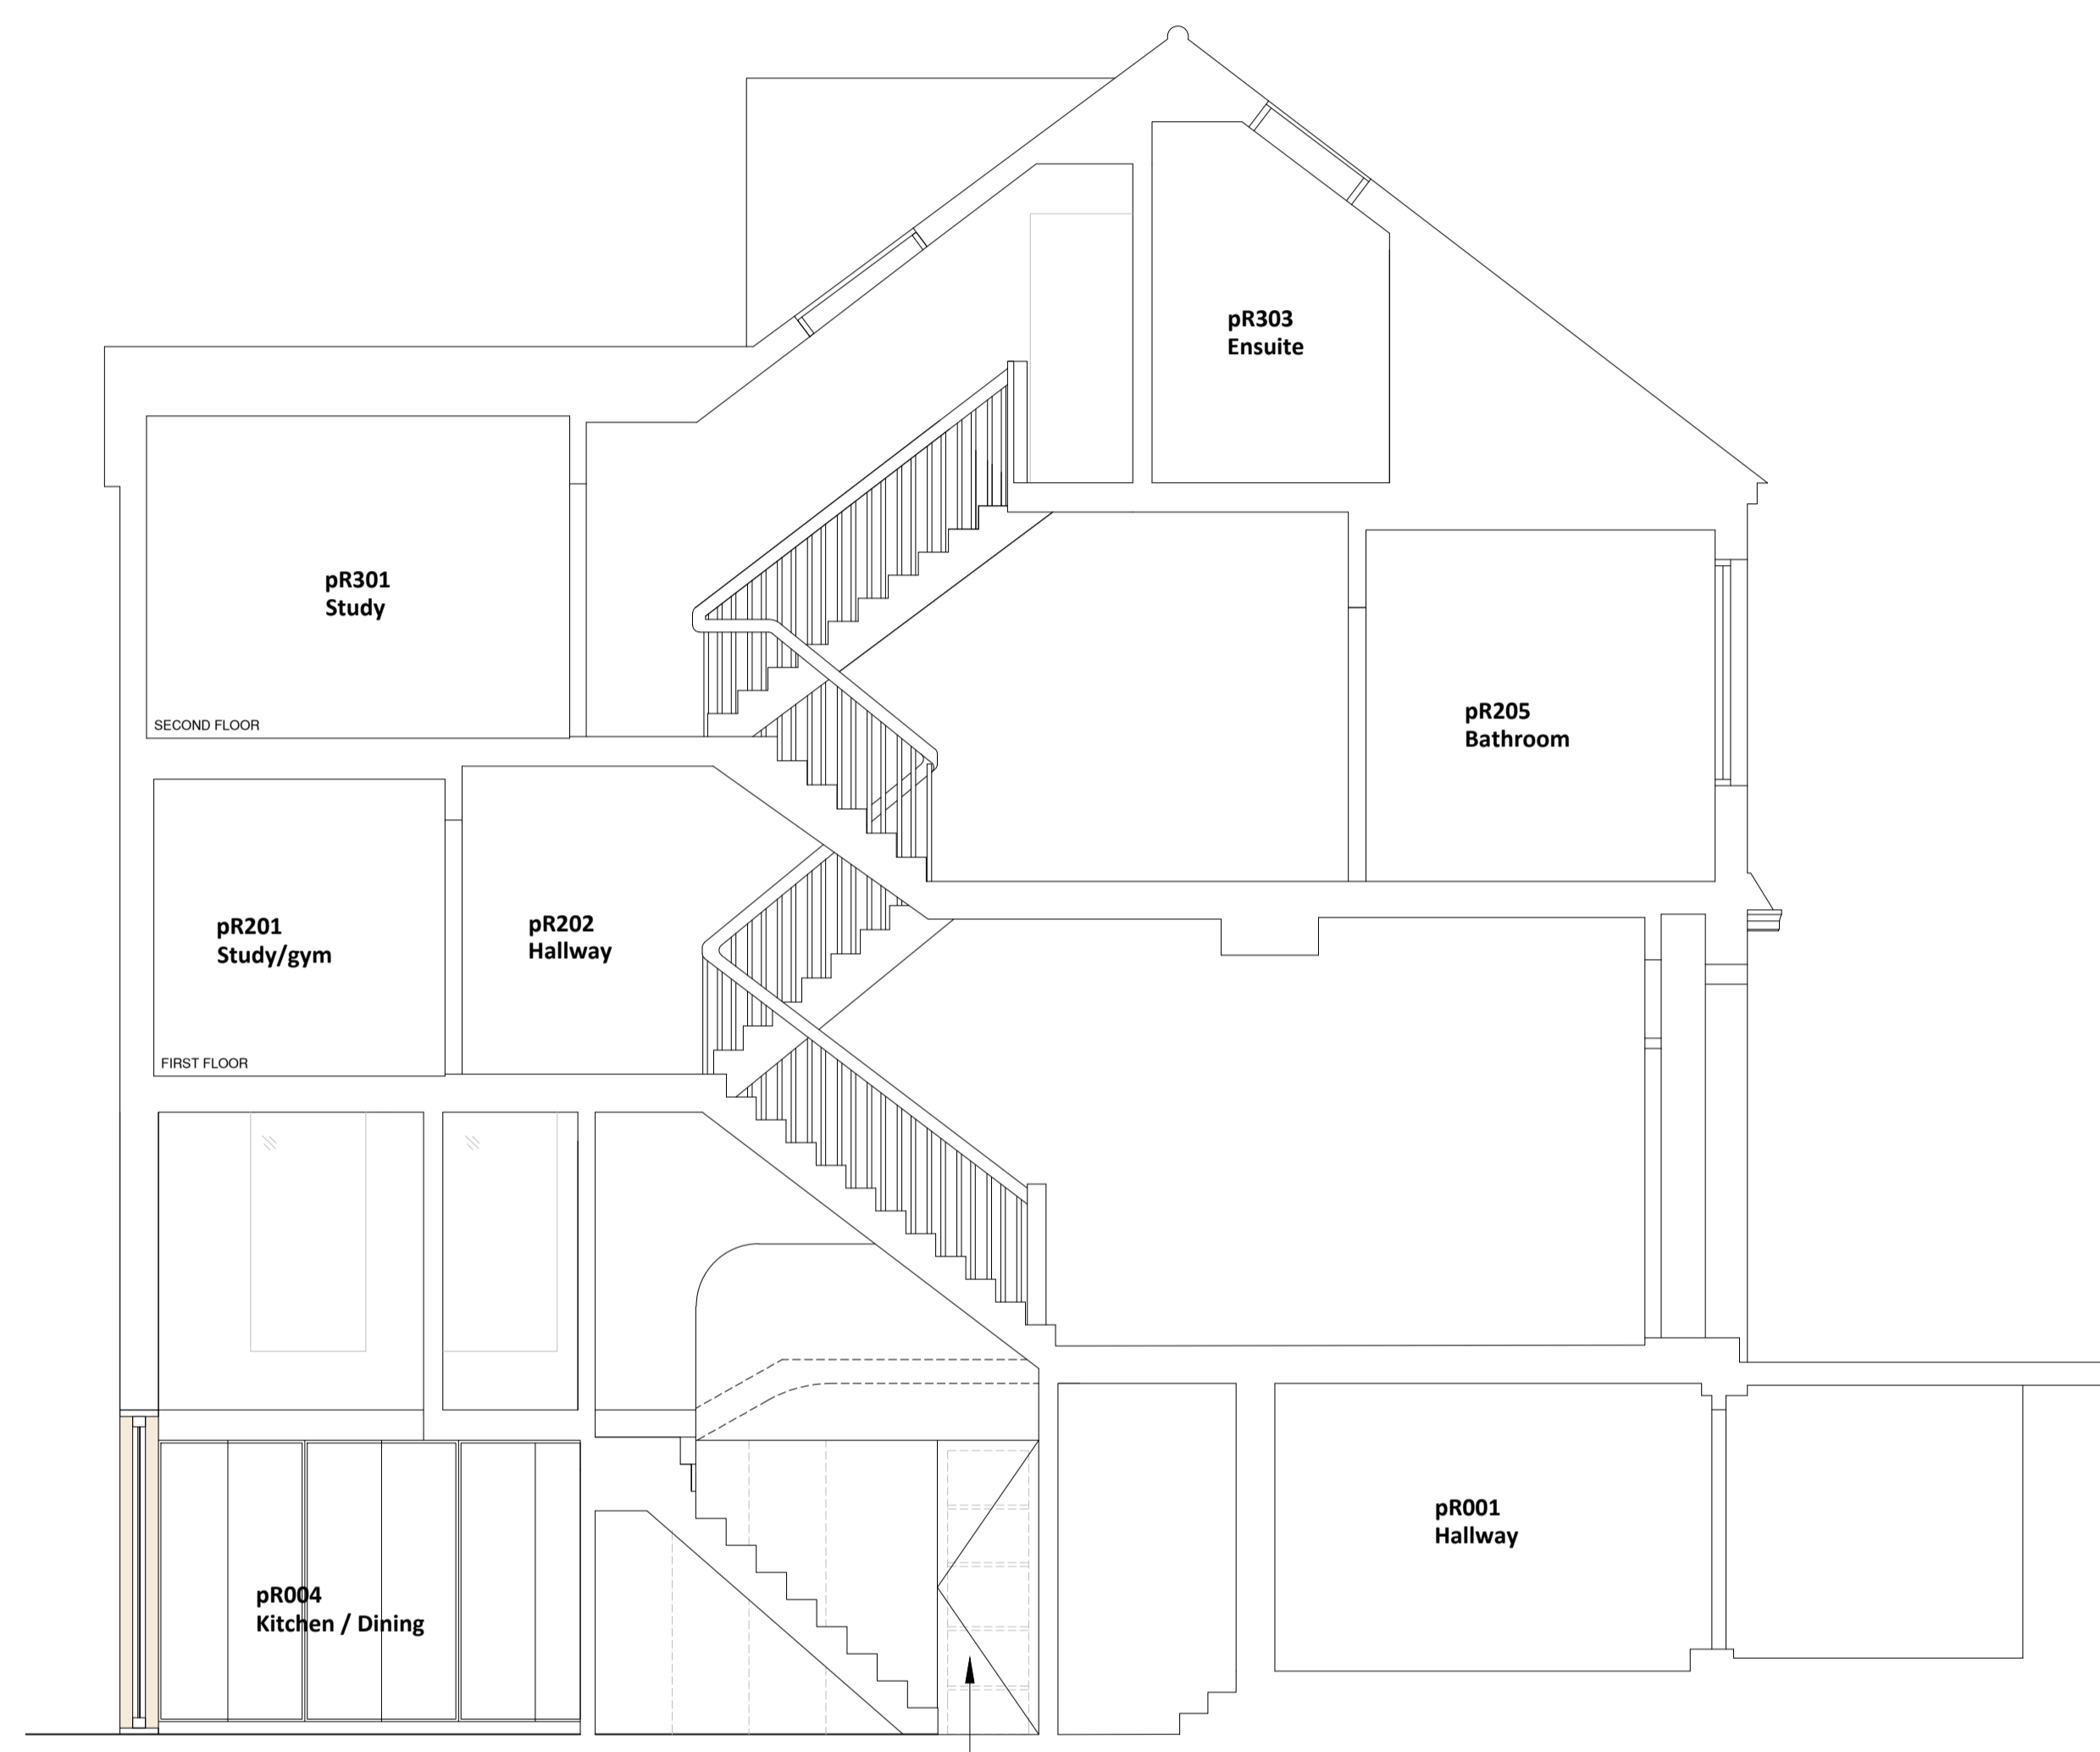 pR303
Ensuite
pR301
Study
SECOND FLOOR
pR205
Bathroom
pR201
Study/gym
pR202
Hallway
FIRST FLOOR
pR001
Hallway
pR004
Kitchen / Dining